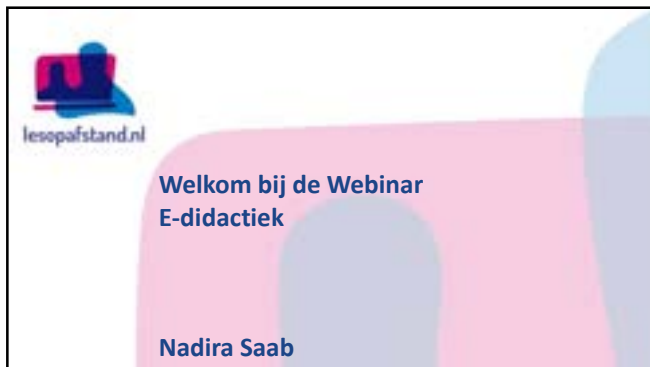 lesopafstand.nl
Welkom bij de Webinar
E-didactiek
Nadira Saab